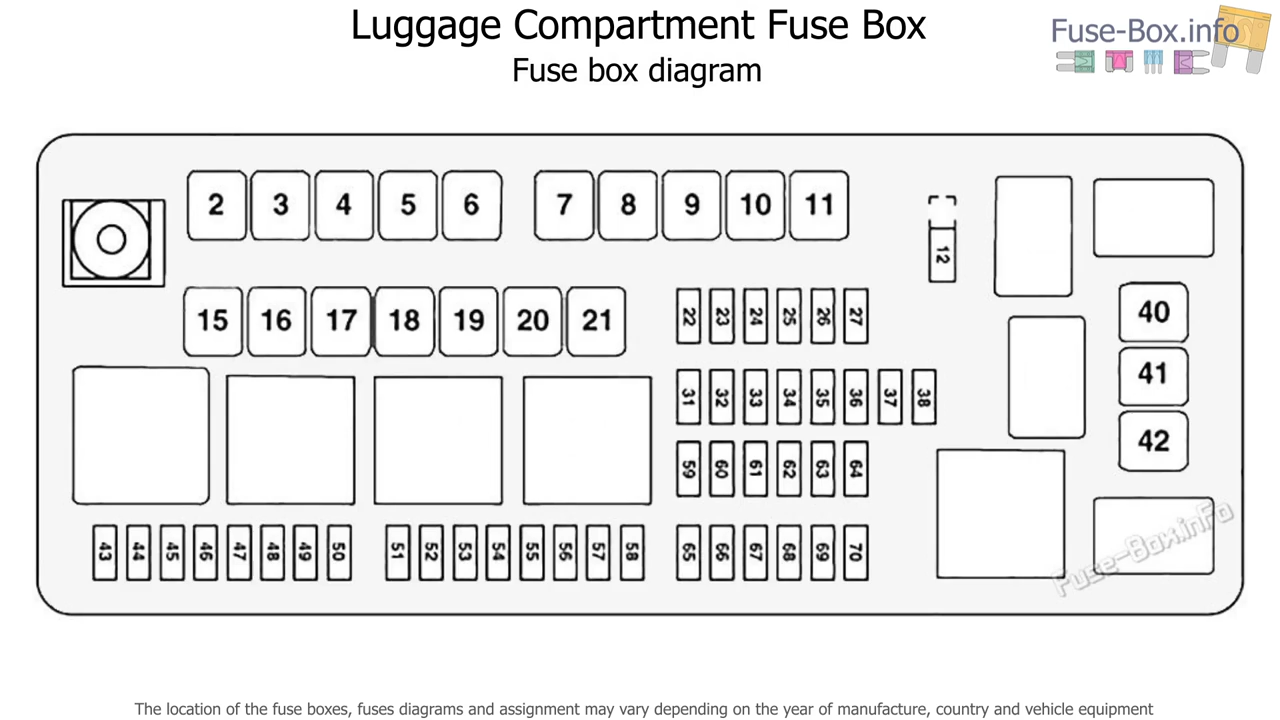 Luggage Compartment Fuse Box
Fuse box diagram
Fuse-Box.info
2 3 4 5 6 7 8 9 10 11
12
15 16 17 18 19 20 21
22 23 24 25 26 27
40
41
42
31 32 33 34 35 36 37 38
59 60 61 62 63 64
43 44 45 46 47 48 49 50 51 52 53 54 55 56 57 58 65 66 67 68 69 70
Fuse-Box.info
The location of the fuse boxes, fuses diagrams and assignment may vary depending on the year of manufacture, country and vehicle equipment